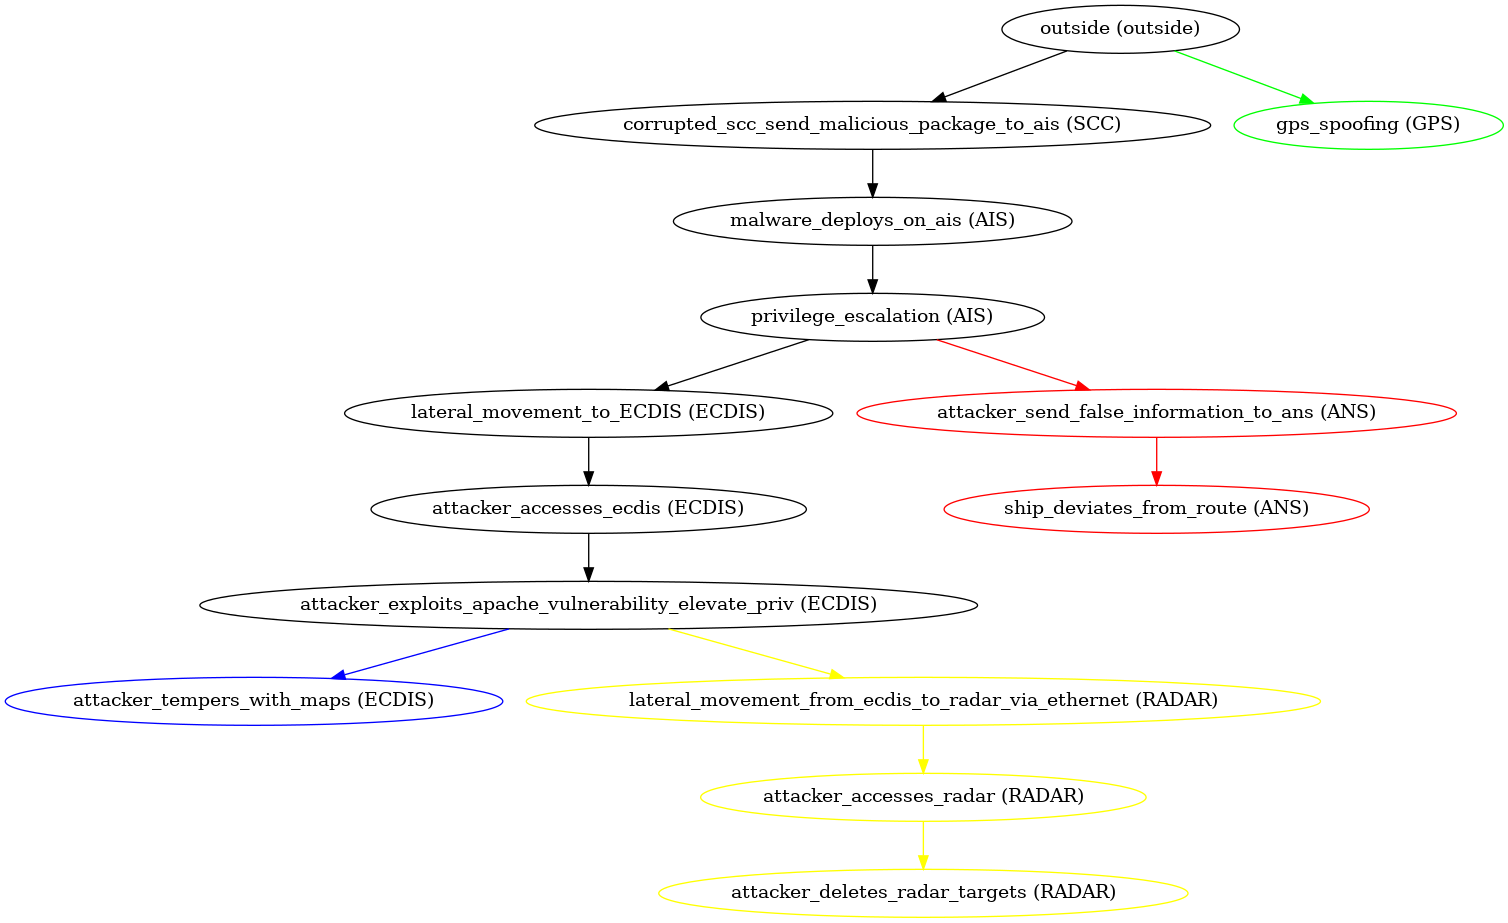 outside (outside)
corrupted_scc_send_malicious_package_to_ais (SCC)
gps_spoofing (GPS)
malware_deploys_on_ais (AIS)
privilege_escalation (AIS)
lateral_movement_to_ECDIS (ECDIS)
attacker_send_false_information_to_ans (ANS)
attacker_accesses_ecdis (ECDIS)
ship_deviates_from_route (ANS)
attacker_exploits_apache_vulnerability_elevate_priv (ECDIS)
attacker_tempers_with_maps (ECDIS)
lateral_movement_from_ecdis_to_radar_via_ethernet (RADAR)
attacker_accesses_radar (RADAR)
attacker_deletes_radar_targets (RADAR)